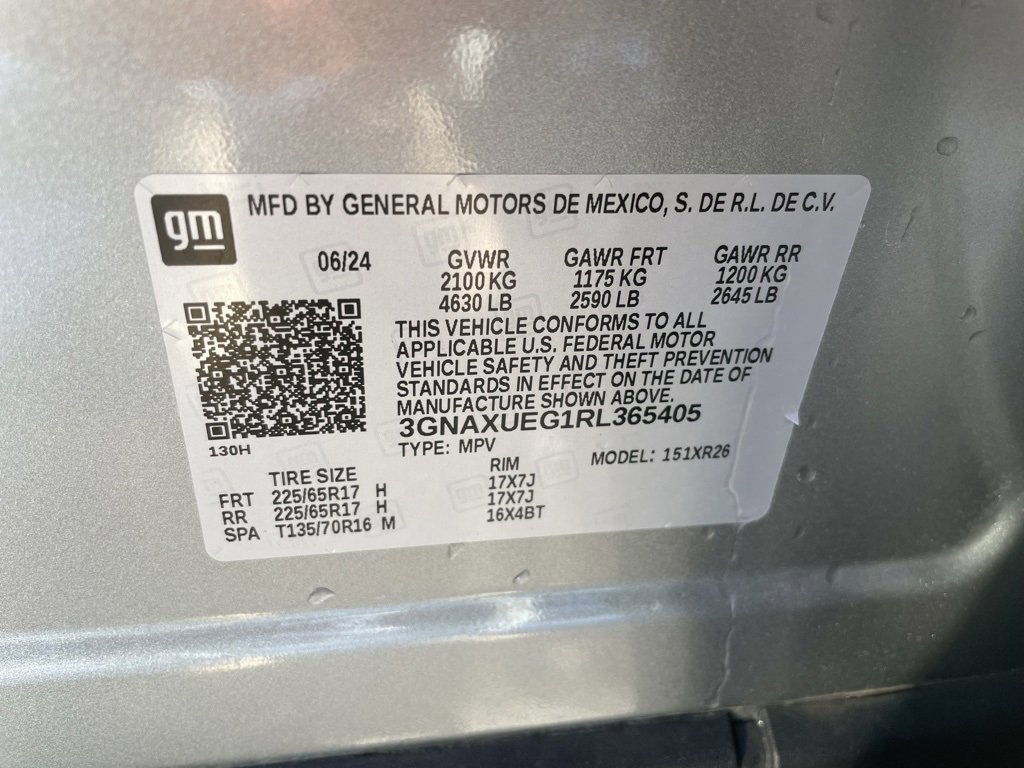 gm
MFD BY GENERAL MOTORS DE MEXICO, S. DE R.L. DE C.V.
06/24 GVWR GAWR FRT GAWR RR
2100 KG 1175 KG 1200 KG
4630 LB 2590 LB 2645 LB
THIS VEHICLE CONFORMS TO ALL
APPLICABLE U.S. FEDERAL MOTOR
VEHICLE SAFETY AND THEFT PREVENTION
STANDARDS IN EFFECT ON THE DATE OF
MANUFACTURE SHOWN ABOVE.
3GNAXUEG1RL365405
130H
TYPE: MPV MODEL: 151XR26
TIRE SIZE RIM
FRT 225/65R17 H 17X7J
RR 225/65R17 H 17X7J
SPA T135/70R16 M 16X4BT